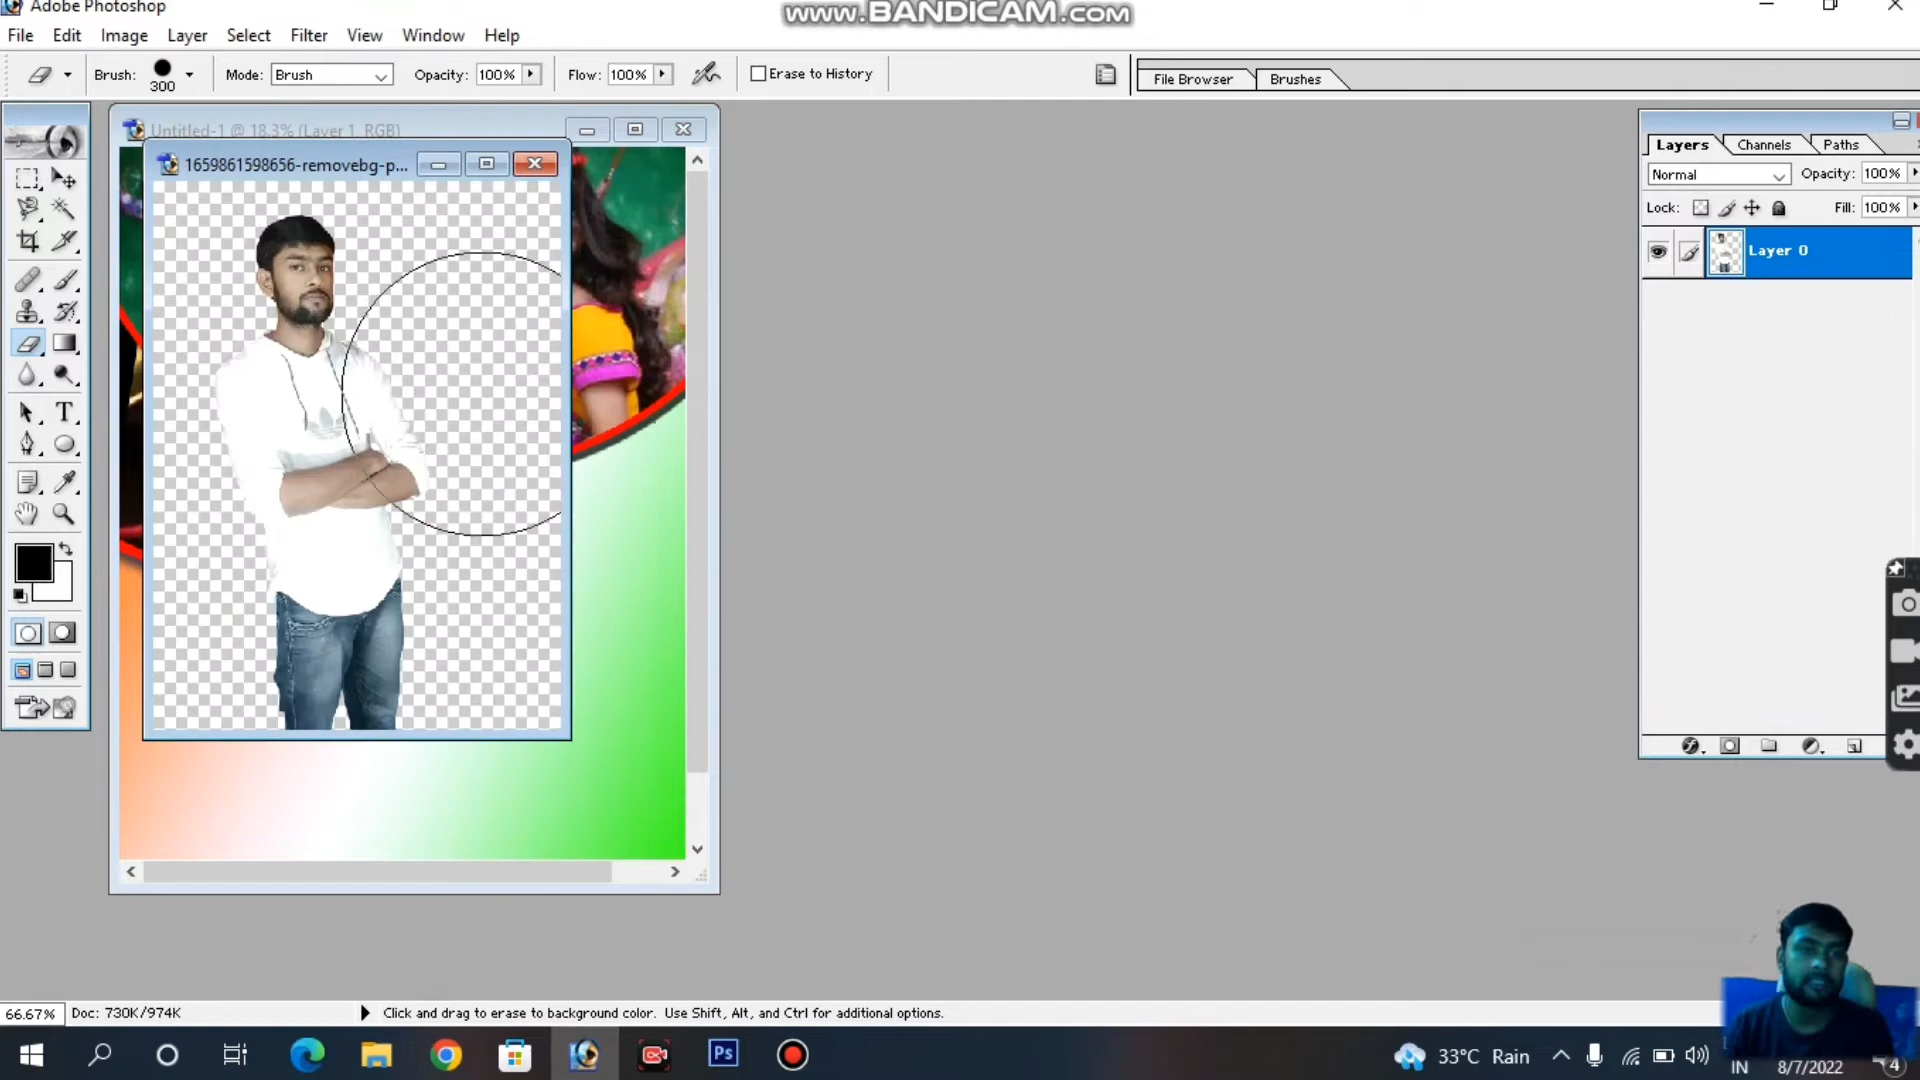 Adobe Photoshop
www.BANDICAM.com
File Edit Image Layer Select Filter View Window Help
Brush: 300 Mode: Brush Opacity: 100% Flow: 100% Erase to History
File Browser Brushes
Untitled-1 @ 18.3% (Layer 1, RGB)
1659861598656-removebg-p...
Layers Channels Paths
Normal Opacity: 100%
Lock: Fill: 100%
Layer 0
T
66.67% Doc: 730K/974K Click and drag to erase to background color. Use Shift, Alt, and Ctrl for additional options.
Ps
33°C Rain
IN 8/7/2022 4